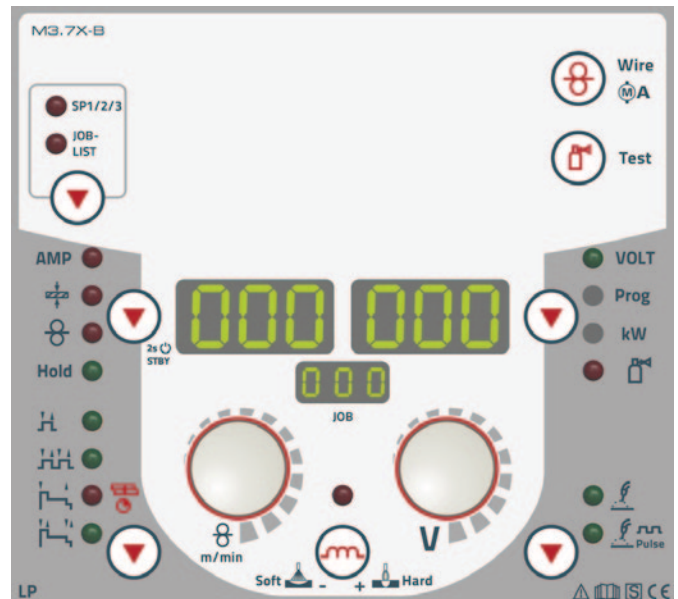 M3.7X-B
SP1/2/3
JOB-
LIST
Wire
M A
Test
AMP
Hold
VOLT
Prog
kW
000 000
2s
STBY
000
JOB
m/min
V
Soft - + Hard
Pulse
LP
S CE